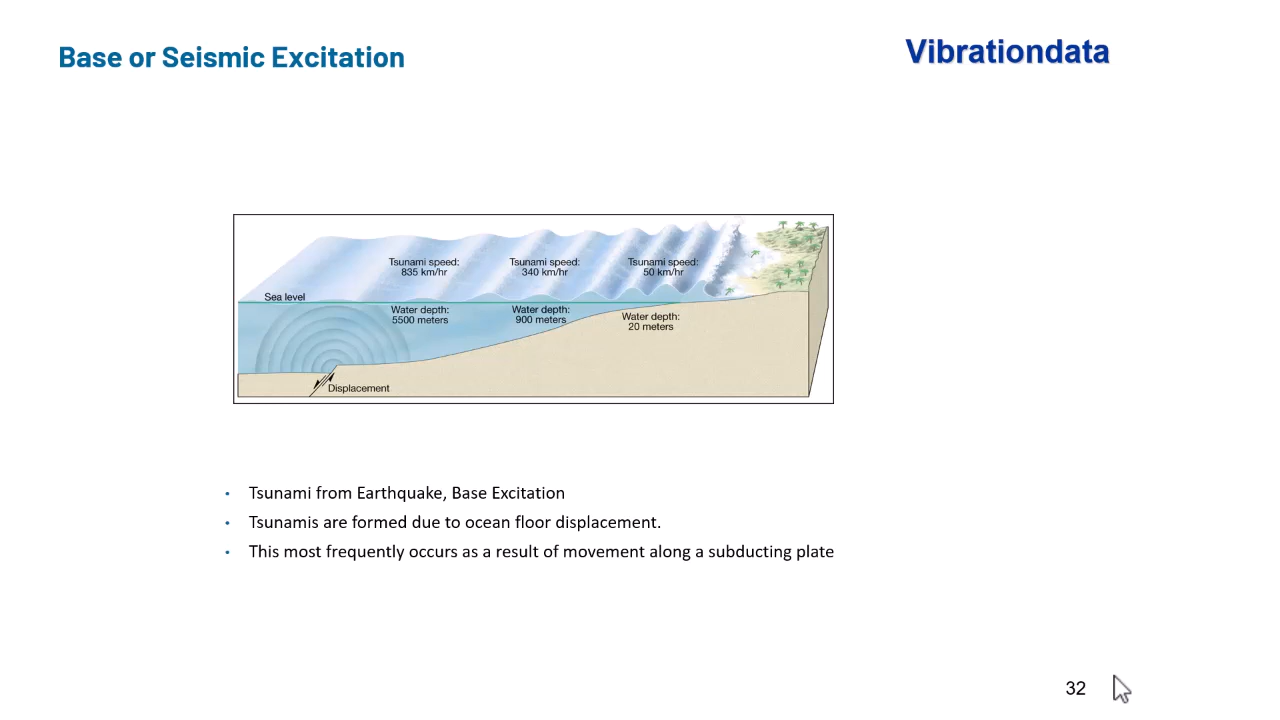 Base or Seismic Excitation
Vibrationdata
Tsunami speed:
835 km/hr
Tsunami speed:
340 km/hr
Tsunami speed:
50 km/hr
Sea level
Water depth:
5500 meters
Water depth:
900 meters
Water depth:
20 meters
Displacement
• Tsunami from Earthquake, Base Excitation
• Tsunamis are formed due to ocean floor displacement.
• This most frequently occurs as a result of movement along a subducting plate
32